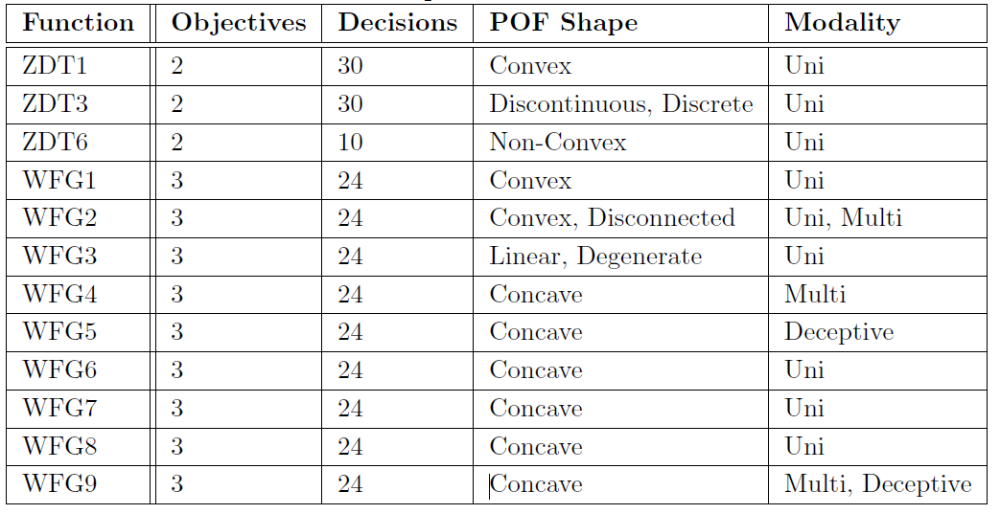 Function Objectives Decisions POF Shape Modality
ZDT1 2 30 Convex Uni
ZDT3 2 30 Discontinuous, Discrete Uni
ZDT6 2 10 Non-Convex Uni
WFG1 3 24 Convex Uni
WFG2 3 24 Convex, Disconnected Uni, Multi
WFG3 3 24 Linear, Degenerate Uni
WFG4 3 24 Concave Multi
WFG5 3 24 Concave Deceptive
WFG6 3 24 Concave Uni
WFG7 3 24 Concave Uni
WFG8 3 24 Concave Uni
WFG9 3 24 Concave Multi, Deceptive